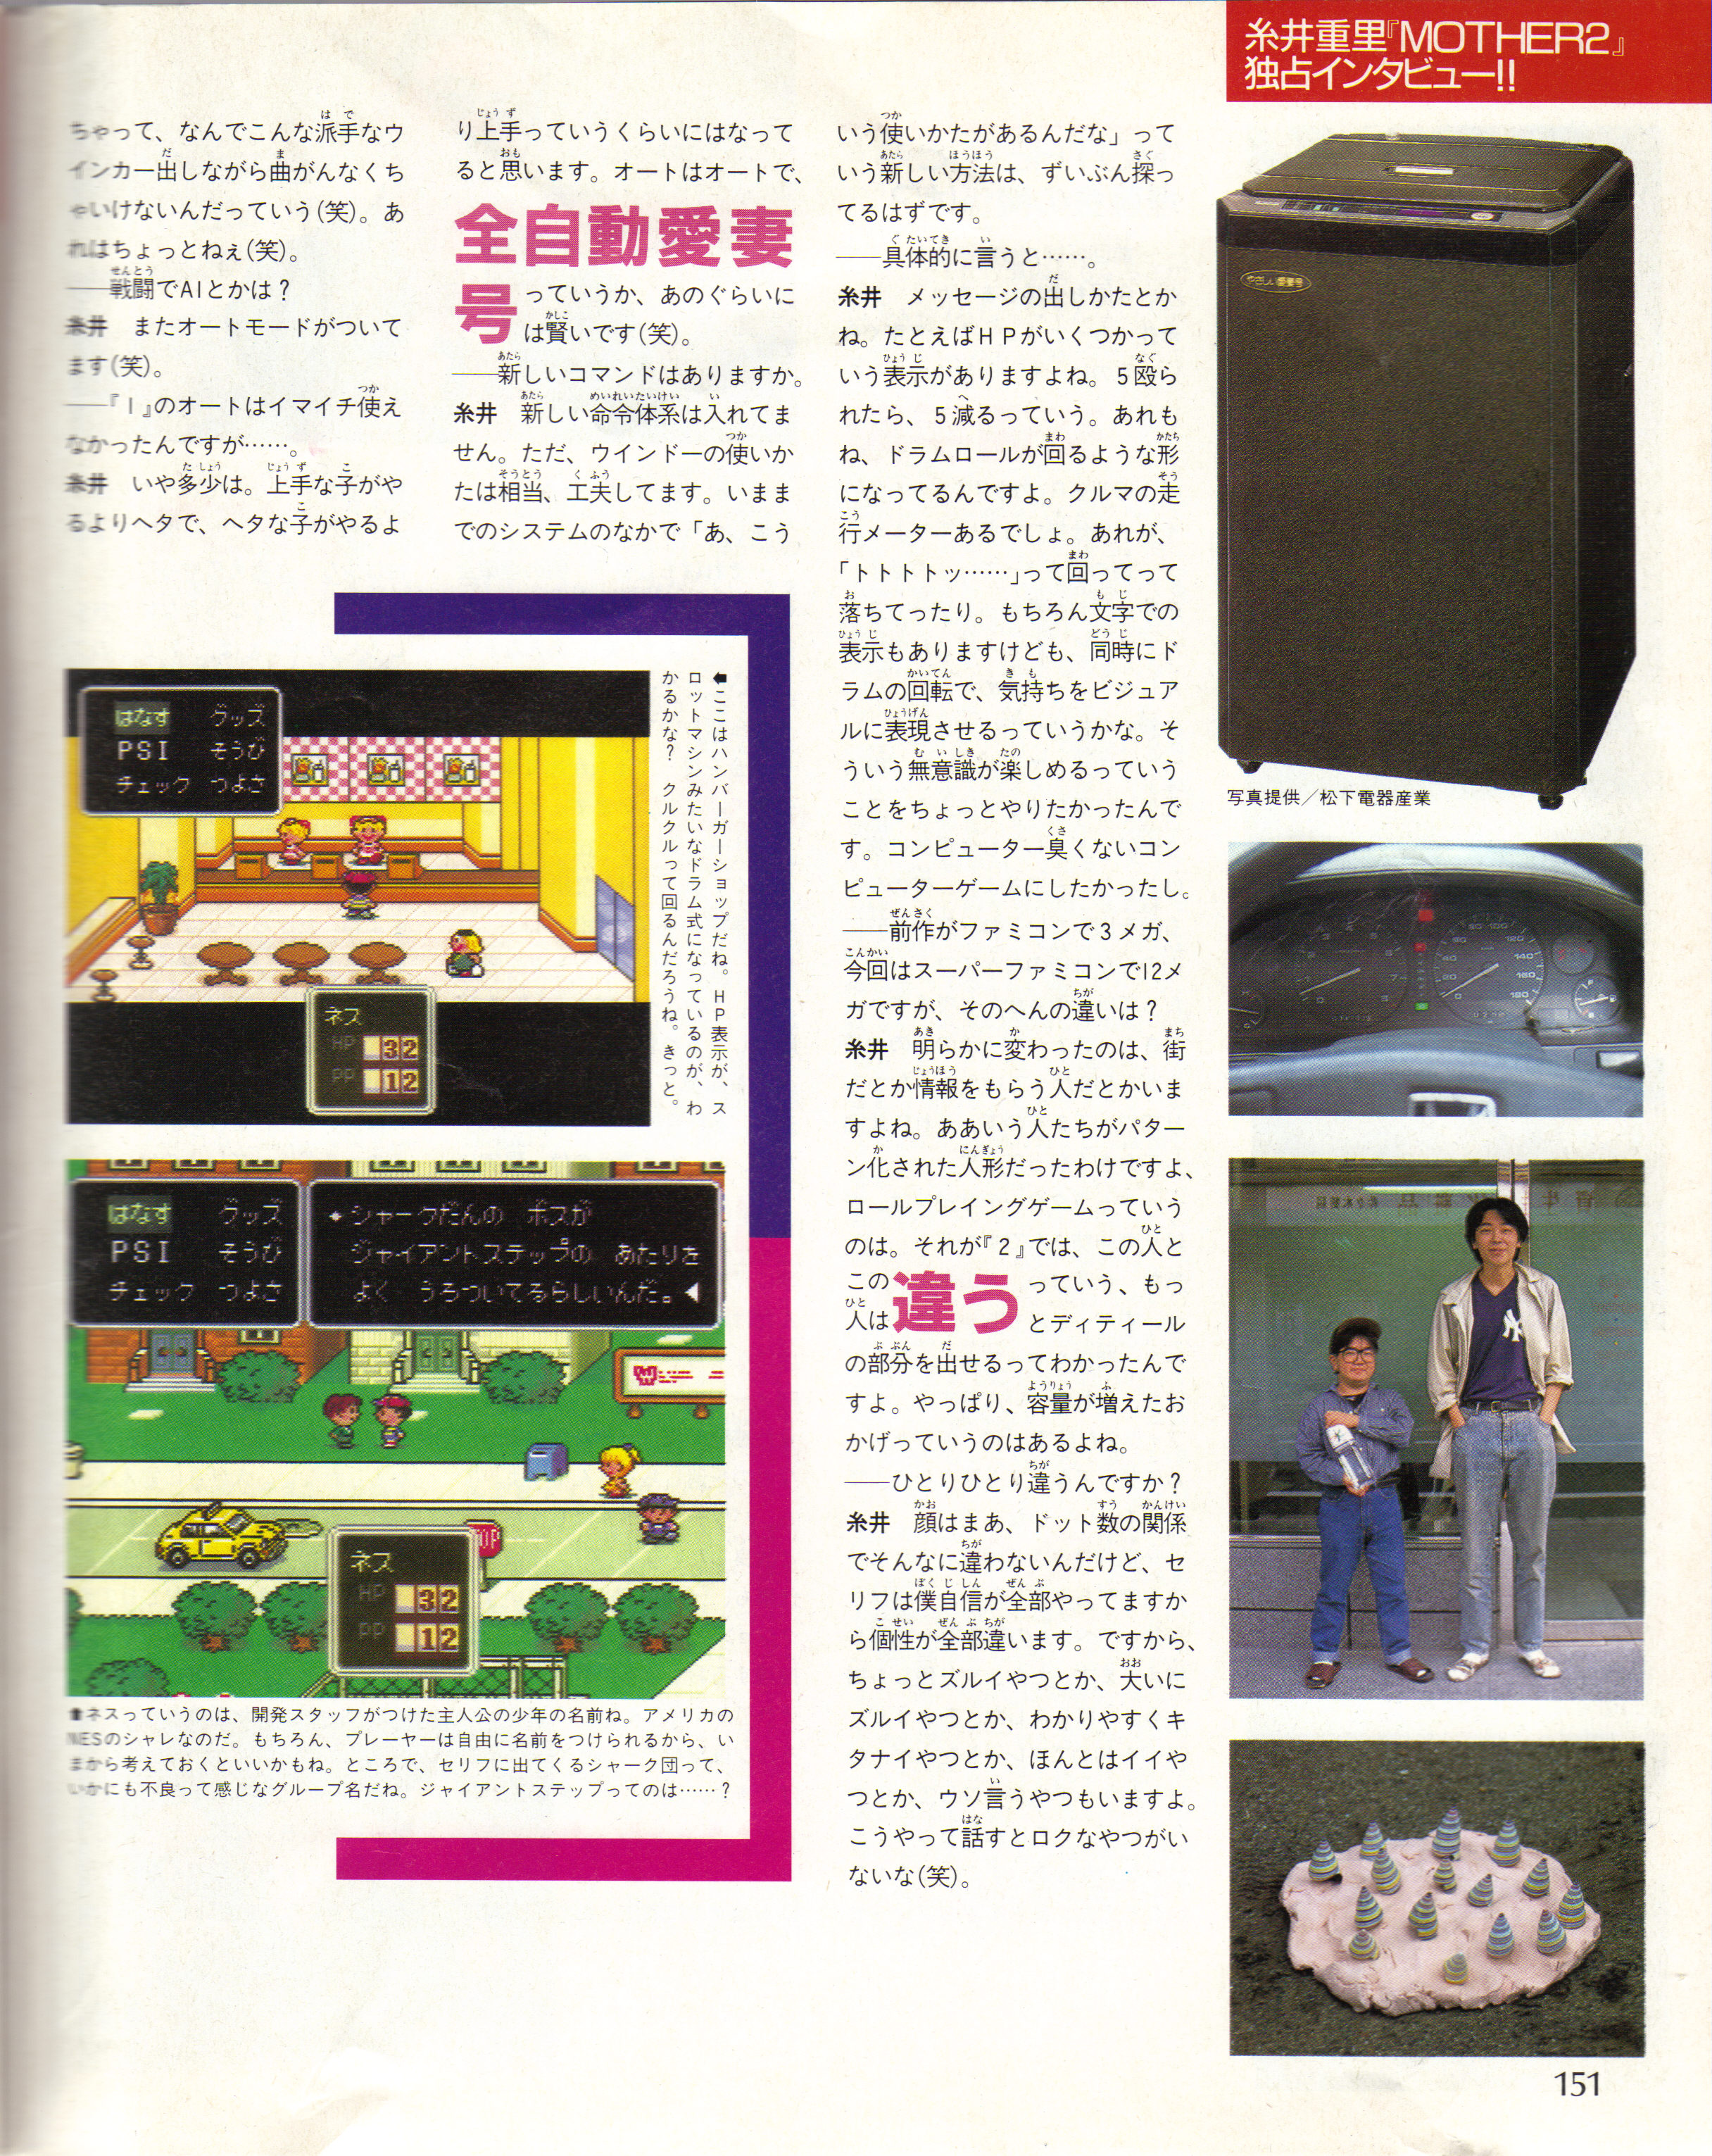 糸井重里『MOTHER2』
独占インタビュー!!
ちゃって、なんでこんな派手なウ
インカー出しながら曲がんなくち
ゃいけないんだっていう(笑)。あ
れはちょっとねぇ(笑)。
──戦闘でAIとかは？
糸井　またオートモードがついて
ます(笑)。
──『1』のオートはイマイチ使え
なかったんですが……。
糸井　いや多少は。上手な子がや
るよりヘタで、ヘタな子がやるよ
り上手っていうくらいにはなって
ると思います。オートはオートで、
全自動愛妻
号っていうか、あのぐらいに
は賢いです(笑)。
──新しいコマンドはありますか。
糸井　新しい命令体系は入れてま
せん。ただ、ウインドーの使いか
たは相当、工夫してます。いまま
でのシステムのなかで「あ、こう
いう使いかたがあるんだな」って
いう新しい方法は、ずいぶん探っ
てるはずです。
──具体的に言うと……。
糸井　メッセージの出しかたとか
ね。たとえばHPがいくつかって
いう表示がありますよね。5殴ら
れたら、5減るっていう。あれも
ね、ドラムロールが回るような形
になってるんですよ。クルマの走
行メーターあるでしょ。あれが、
「トトトトッ……」って回ってって
落ちてったり。もちろん文字での
表示もありますけども、同時にド
ラムの回転で、気持ちをビジュア
ルに表現させるっていうかな。そ
ういう無意識が楽しめるっていう
ことをちょっとやりたかったんで
す。コンピューター臭くないコン
ピューターゲームにしたかったし。
──前作がファミコンで3メガ、
今回はスーパーファミコンで12メ
ガですが、そのへんの違いは？
糸井　明らかに変わったのは、街
だとか情報をもらう人だとかいま
すよね。ああいう人たちがパター
ン化された人形だったわけですよ、
ロールプレイングゲームっていう
のは。それが『2』では、この人と
この人は違うっていう、もっ
とディティール
の部分を出せるってわかったんで
すよ。やっぱり、容量が増えたお
かげっていうのはあるよね。
──ひとりひとり違うんですか？
糸井　顔はまあ、ドット数の関係
でそんなに違わないんだけど、セ
リフは僕自信が全部やってますか
ら個性が全部違います。ですから、
ちょっとズルイやつとか、大いに
ズルイやつとか、わかりやすくキ
タナイやつとか、ほんとはイイや
つとか、ウソ言うやつもいますよ。
こうやって話すとロクなやつがい
ないな(笑)。
はなす　グッズ
PSI　そうび
チェック　つよさ
ネス
HP 32
PP 12
⬅ここはハンバーガーショップだね。HP表示が、ス
ロットマシンみたいなドラム式になっているのが、わ
かるかな？　クルクルって回るんだろうね。きっと。
はなす　グッズ
PSI　そうび
チェック　つよさ
◆シャークだんの　ボスが
ジャイアントステップの　あたりを
よく　うろついてるらしいんだ。◀
ネス
HP 32
PP 12
⬆ネスっていうのは、開発スタッフがつけた主人公の少年の名前ね。アメリカの
NESのシャレなのだ。もちろん、プレーヤーは自由に名前をつけられるから、い
まから考えておくといいかもね。ところで、セリフに出てくるシャーク団って、
いかにも不良って感じなグループ名だね。ジャイアントステップってのは……？
やさしい愛妻号
写真提供／松下電器産業
151